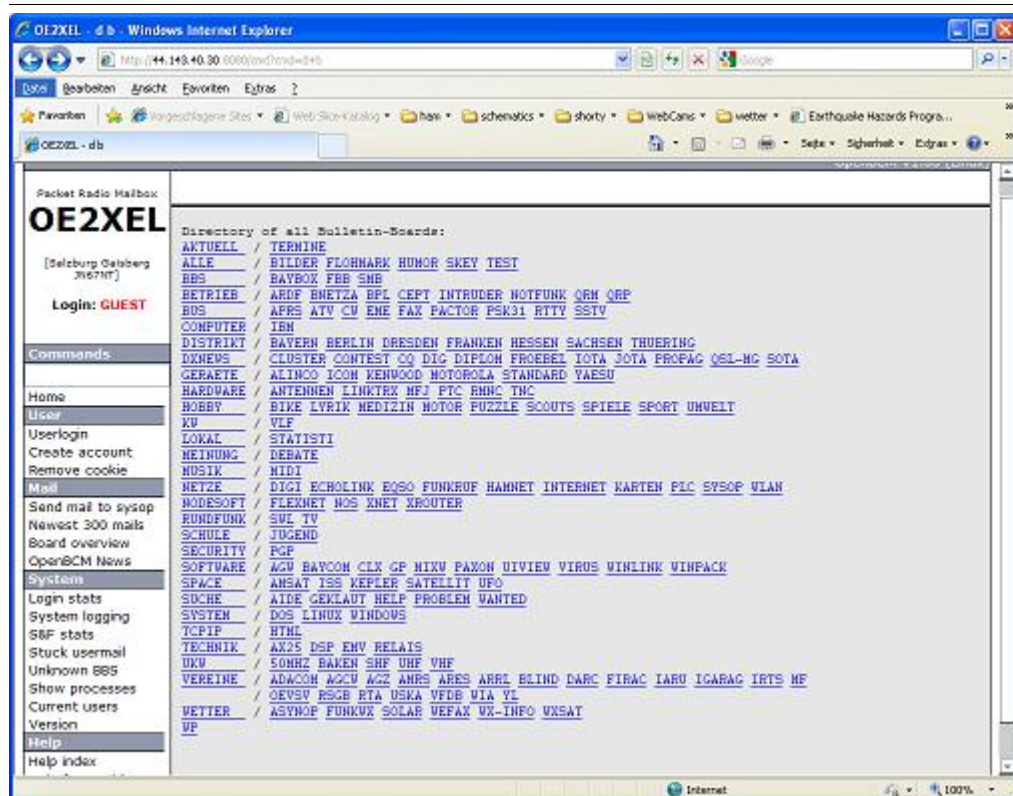 OE2XEL - d b - Windows Internet Explorer
http://44.143.40.30:8080/cmd?cmd=d+b
Google
Datei Bearbeiten Ansicht Favoriten Extras ?
Favoriten Vorgeschlagene Sites Web Slice-Katalog ham schematics shorty WebCams wetter Earthquake Hazards Progra...
OE2XEL - d b
Seite Sicherheit Extras
Packet Radio Mailbox
OE2XEL
[Salzburg Gaisberg
JN67NT]
Login: GUEST
Commands
Home
User
Userlogin
Create account
Remove cookie
Mail
Send mail to sysop
Newest 300 mails
Board overview
OpenBCM News
System
Login stats
System logging
S&F stats
Stuck usermail
Unknown BBS
Show processes
Current users
Version
Help
Help index
Directory of all Bulletin-Boards:
AKTUELL / TERMINE
ALLE / BILDER FLOHMARK HUMOR SKEY TEST
BBS / BAYBOX FBB SMB
BETRIEB / ARDF BNETZA BPL CEPT INTRUDER NOTFUNK QRM QRP
BUS / APRS ATV CW EME FAX PACTOR PSK31 RTTY SSTV
COMPUTER / IBM
DISTRIKT / BAYERN BERLIN DRESDEN FRANKEN HESSEN SACHSEN THUERING
DXNEWS / CLUSTER CONTEST CQ DIG DIPLOM FROEBEL IOTA JOTA PROPAG QSL-MG SOTA
GERAETE / ALINCO ICOM KENWOOD MOTOROLA STANDARD YAESU
HARDWARE / ANTENNEN LINKTRX MFJ PTC RMNC TNC
HOBBY / BIKE LYRIK MEDIZIN MOTOR PUZZLE SCOUTS SPIELE SPORT UMWELT
KW / VLF
LOKAL / STATISTI
MEINUNG / DEBATE
MUSIK / MIDI
NETZE / DIGI ECHOLINK EQSO FUNKRUF HAMNET INTERNET KARTEN PLC SYSOP WLAN
NODESOFT / FLEXNET NOS XNET XROUTER
RUNDFUNK / SWL TV
SCHULE / JUGEND
SECURITY / PGP
SOFTWARE / AGW BAYCOM CLX GP MIXW PAXON UIVIEW VIRUS WINLINK WINPACK
SPACE / AMSAT ISS KEPLER SATELLIT UFO
SUCHE / AIDE GEKLAUT HELP PROBLEM WANTED
SYSTEM / DOS LINUX WINDOWS
TCPIP / HTML
TECHNIK / AX25 DSP EMV RELAIS
UKW / 50MHZ BAKEN SHF UHF VHF
VEREINE / ADACOM AGCW AGZ AMRS ARES ARRL BLIND DARC FIRAC IARU IGARAG IRTS MF
/ OEVSV RSGB RTA USKA VFDB WIA YL
WETTER / ASYNOP FUNKWX SOLAR WEFAX WX-INFO WXSAT
WP
Internet
100%